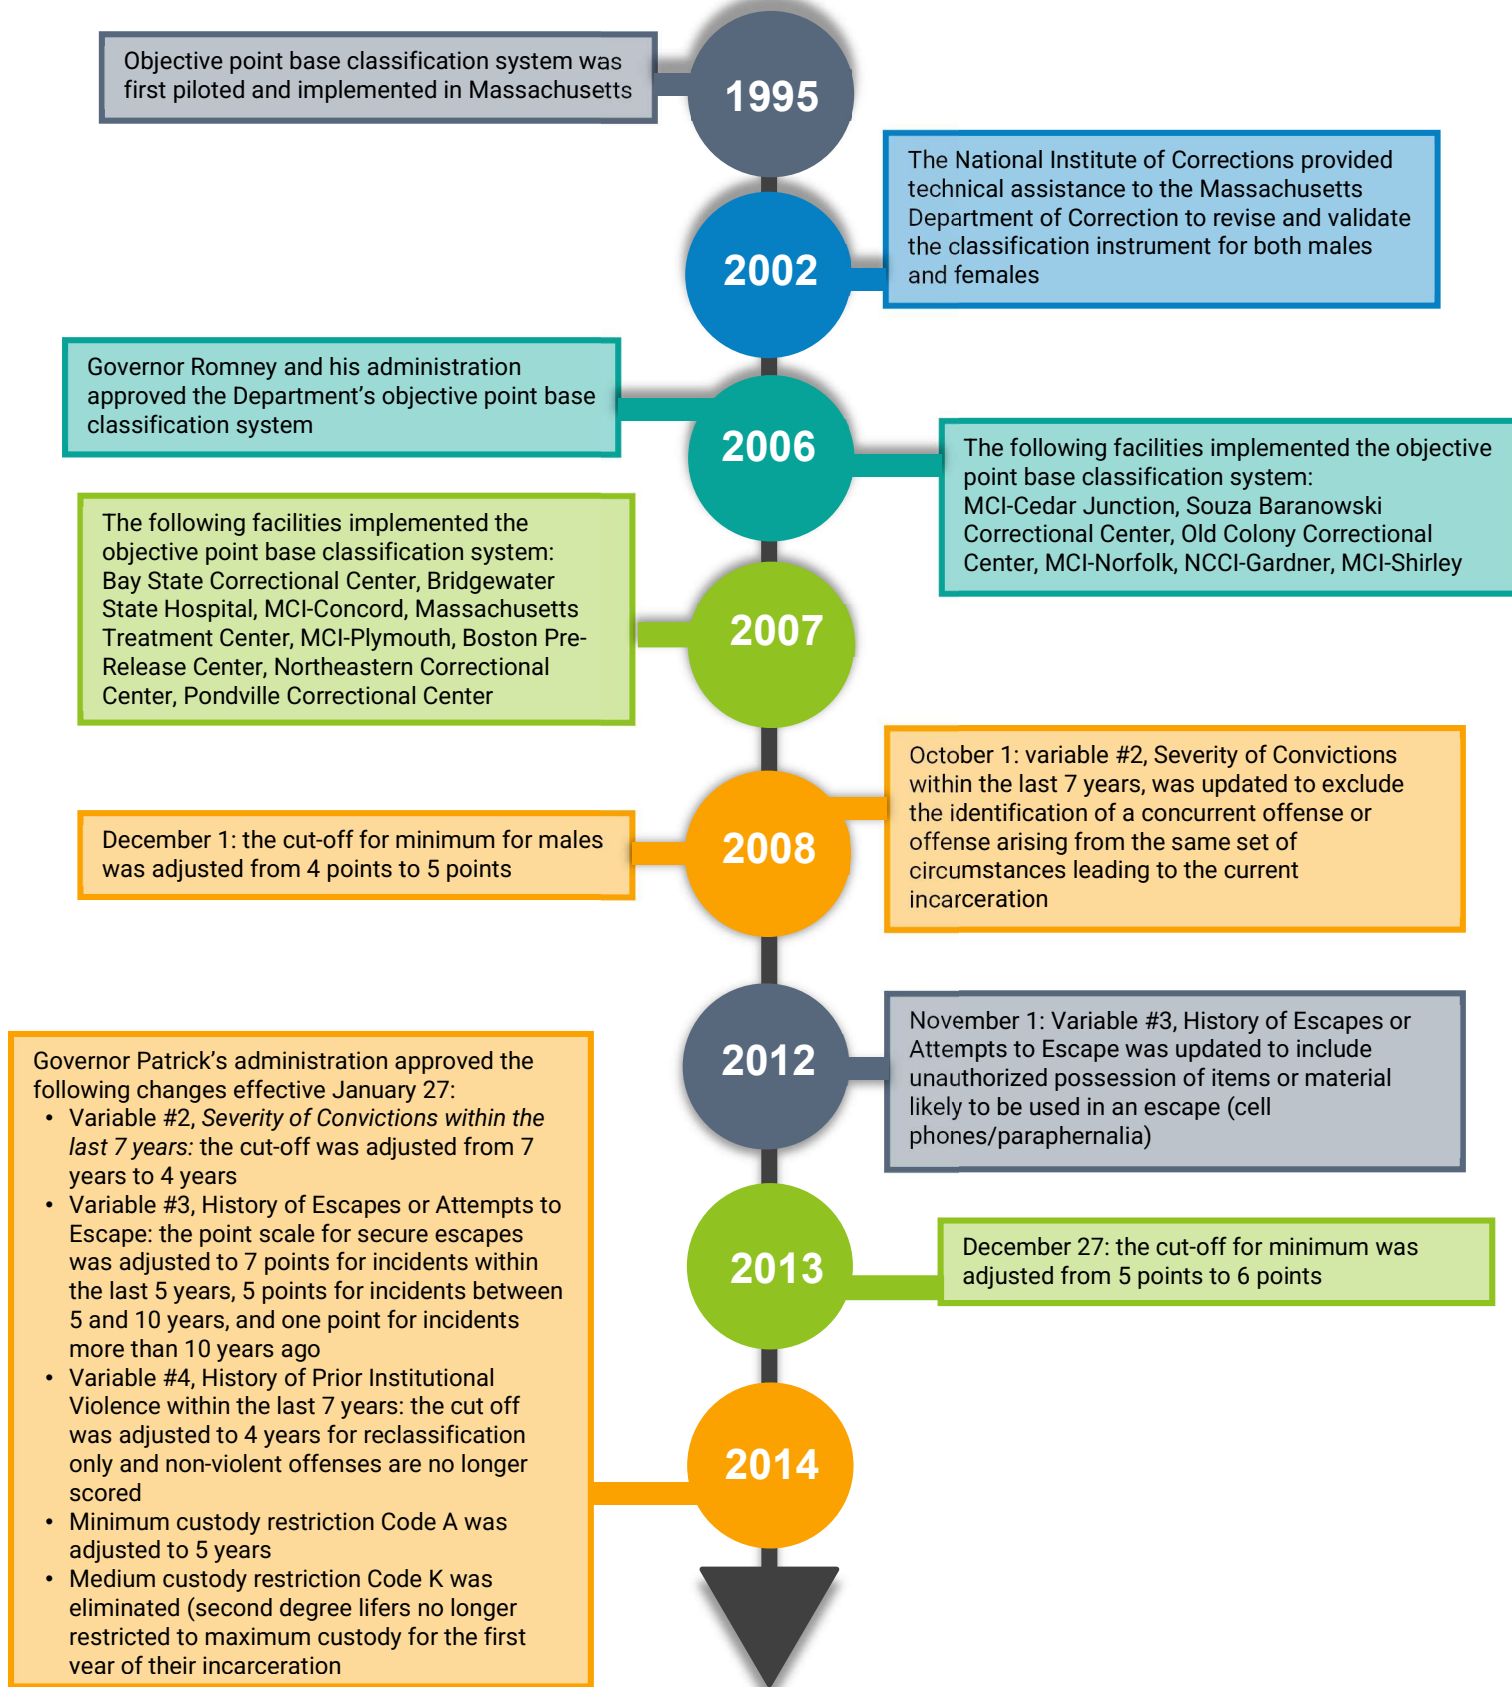 1995
Objective point base classification system was
first piloted and implemented in Massachusetts
2002
The National Institute of Corrections provided
technical assistance to the Massachusetts
Department of Correction to revise and validate
the classification instrument for both males
and females
2006
Governor Romney and his administration
approved the Department's objective point base
classification system
The following facilities implemented the objective
point base classification system:
MCI-Cedar Junction, Souza Baranowski
Correctional Center, Old Colony Correctional
Center, MCI-Norfolk, NCCI-Gardner, MCI-Shirley
2007
The following facilities implemented the
objective point base classification system:
Bay State Correctional Center, Bridgewater
State Hospital, MCI-Concord, Massachusetts
Treatment Center, MCI-Plymouth, Boston Pre-
Release Center, Northeastern Correctional
Center, Pondville Correctional Center
2008
October 1: variable #2, Severity of Convictions
within the last 7 years, was updated to exclude
the identification of a concurrent offense or
offense arising from the same set of
circumstances leading to the current
incarceration
December 1: the cut-off for minimum for males
was adjusted from 4 points to 5 points
2012
November 1: Variable #3, History of Escapes or
Attempts to Escape was updated to include
unauthorized possession of items or material
likely to be used in an escape (cell
phones/paraphernalia)
2013
December 27: the cut-off for minimum was
adjusted from 5 points to 6 points
2014
Governor Patrick's administration approved the
following changes effective January 27:
• Variable #2, Severity of Convictions within the
last 7 years: the cut-off was adjusted from 7
years to 4 years
• Variable #3, History of Escapes or Attempts to
Escape: the point scale for secure escapes
was adjusted to 7 points for incidents within
the last 5 years, 5 points for incidents between
5 and 10 years, and one point for incidents
more than 10 years ago
• Variable #4, History of Prior Institutional
Violence within the last 7 years: the cut off
was adjusted to 4 years for reclassification
only and non-violent offenses are no longer
scored
• Minimum custody restriction Code A was
adjusted to 5 years
• Medium custody restriction Code K was
eliminated (second degree lifers no longer
restricted to maximum custody for the first
year of their incarceration